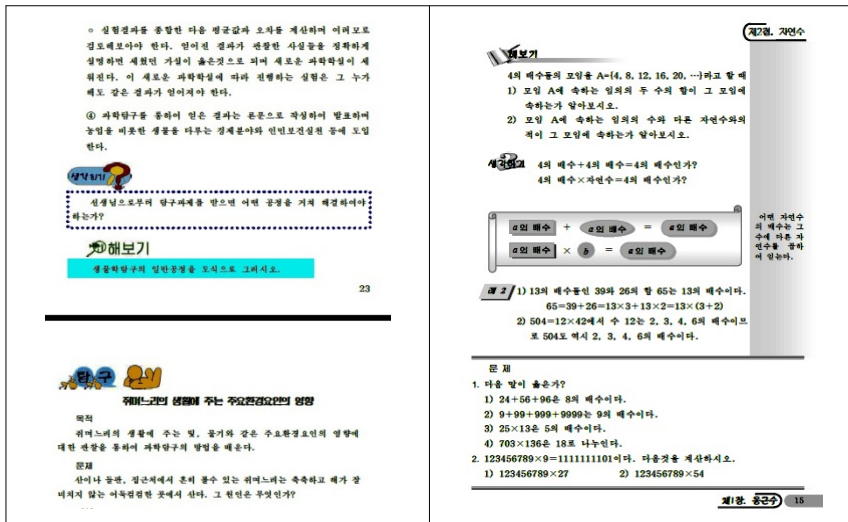 ○ 실험결과를 종합한 다음 평균값과 오차를 계산하며 여러모로
검토해보아야 한다. 얻어진 결과가 관찰한 사실들을 정확하게
설명하면 세웠던 가설이 옳은것으로 되며 새로운 과학학설이 세
워진다. 이 새로운 과학학설에 따라 진행하는 실험은 그 누가
해도 같은 결과가 얻어져야 한다.
④ 과학탐구를 통하여 얻은 결과는 론문으로 작성하여 발표하며
농업을 비롯한 생물을 다루는 경제분야와 인민보건실천 등에 도입
한다.
생각하기
선생님으로부터 탐구과제를 받으면 어떤 공정을 거쳐 해결하여야
하는가?
해보기
생물학탐구의 일반공정을 도식으로 그리시오.
23
탐구
쥐며느리의 생활에 주는 주요환경요인의 영향
목적
쥐며느리의 생활에 주는 빛, 물기와 같은 주요환경요인의 영향에
대한 관찰을 통하여 과학탐구의 방법을 배운다.
문제
산이나 들판, 집근처에서 흔히 볼수 있는 쥐며느리는 축축하고 해가 잘
비치지 않는 어둑컴컴한 곳에서 산다. 그 원인은 무엇인가?
제2절. 자연수
해보기
4의 배수들의 모임을 A={4, 8, 12, 16, 20, …}라고 할 때
1) 모임 A에 속하는 임의의 두 수의 합이 그 모임에
속하는가 알아보시오.
2) 모임 A에 속하는 임의의 수와 다른 자연수와의
적이 그 모임에 속하는가 알아보시오.
생각하기
4의 배수+4의 배수=4의 배수인가?
4의 배수×자연수=4의 배수인가?
a의 배수 + a의 배수 = a의 배수
a의 배수 × b = a의 배수
어떤 자연수
의 배수는 그
수에 다른 자
연수를 곱하
여 얻는다.
례 2 1) 13의 배수들인 39와 26의 합 65는 13의 배수이다.
65=39+26=13×3+13×2=13×(3+2)
2) 504=12×42에서 수 12는 2, 3, 4, 6의 배수이므
로 504도 역시 2, 3, 4, 6의 배수이다.
문 제
1. 다음 말이 옳은가?
1) 24+56+96은 8의 배수이다.
2) 9+99+999+9999는 9의 배수이다.
3) 25×13은 5의 배수이다.
4) 703×136은 18로 나누인다.
2. 123456789×9=1111111101이다. 다음것을 계산하시오.
1) 123456789×27 2) 123456789×54
제1장. 옹근수 15